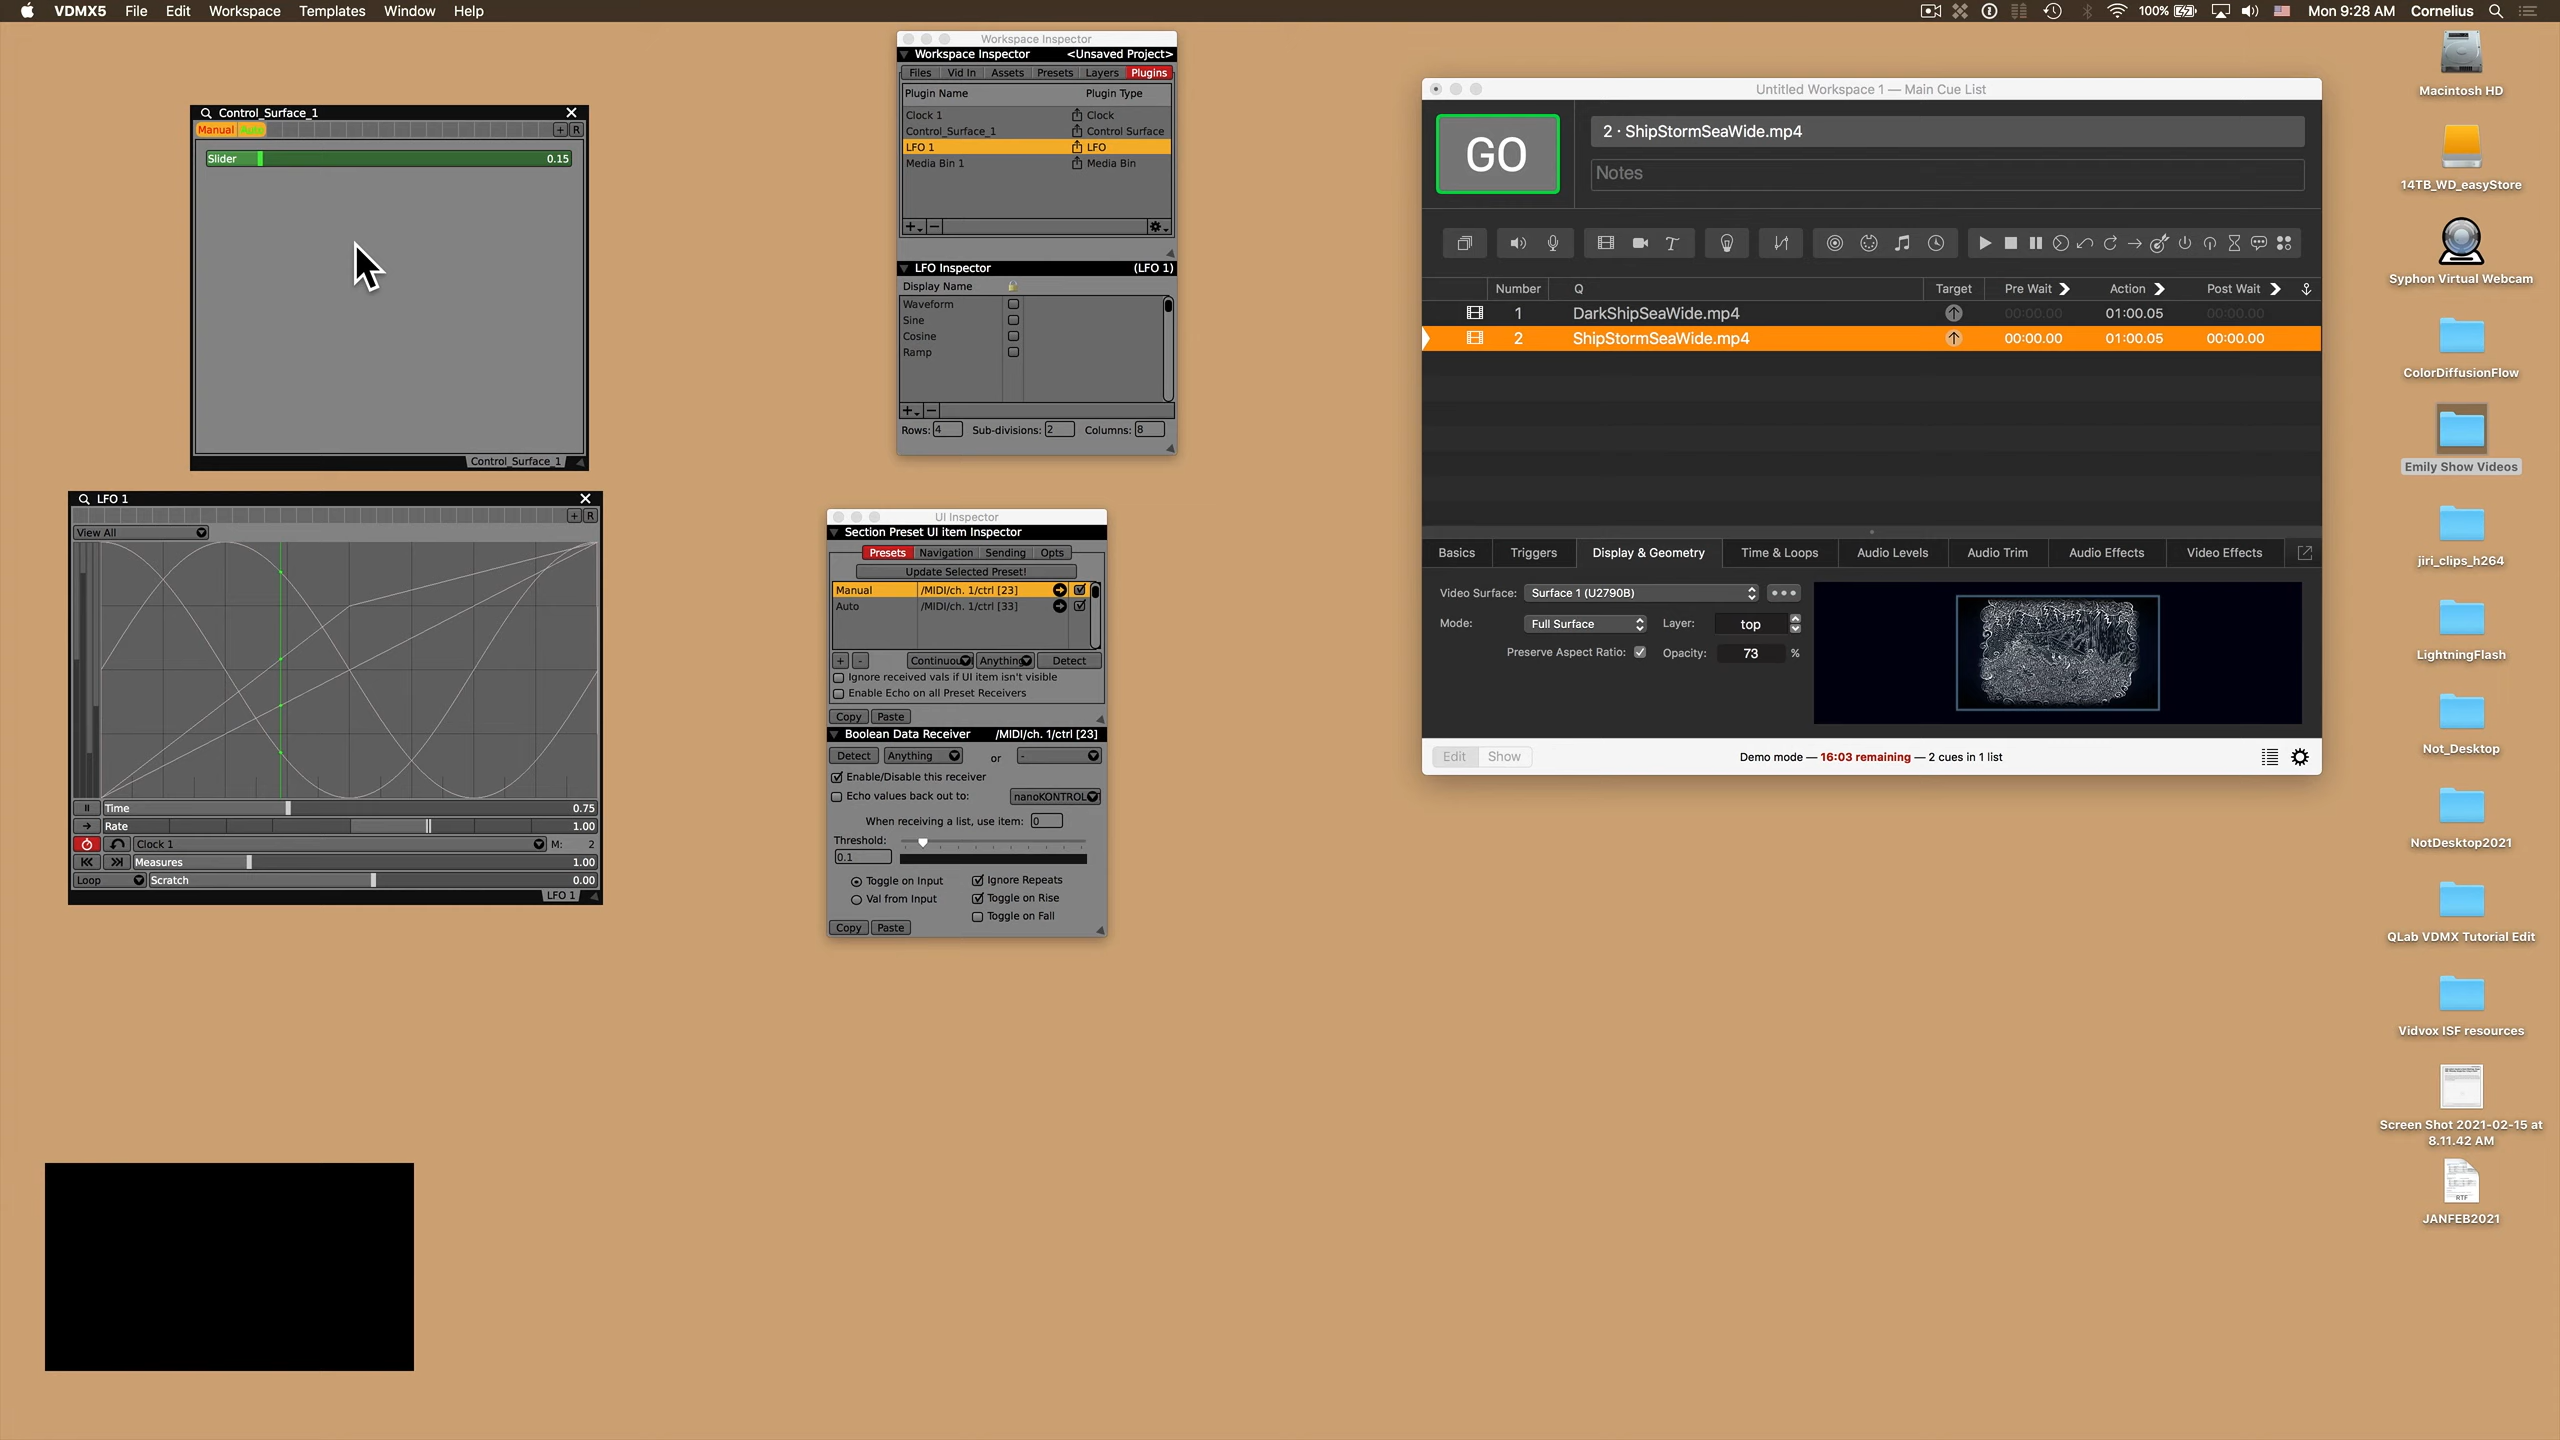 VDMX5 File Edit Workspace Templates Window Help
100% Mon 9:28 AM Cornelius
Control_Surface_1
Manual Auto + R
Slider 0.15
Control_Surface_1
LFO 1
+ R
View All
Time 0.75
Rate 1.00
Clock 1 M: 2
Measures 1.00
Loop Scratch 0.00
LFO 1
Workspace Inspector
Workspace Inspector <Unsaved Project>
Files Vid In Assets Presets Layers Plugins
Plugin Name Plugin Type
Clock 1 Clock
Control_Surface_1 Control Surface
LFO 1 LFO
Media Bin 1 Media Bin
LFO Inspector (LFO 1)
Display Name
Waveform
Sine
Cosine
Ramp
Rows: 4 Sub-divisions: 2 Columns: 8
UI Inspector
Section Preset UI item Inspector
Presets Navigation Sending Opts
Update Selected Preset!
Manual /MIDI/ch. 1/ctrl [23]
Auto /MIDI/ch. 1/ctrl [33]
+ - Continuou Anything Detect
Ignore received vals if UI item isn't visible
Enable Echo on all Preset Receivers
Copy Paste
Boolean Data Receiver /MIDI/ch. 1/ctrl [23]
Detect Anything or -
Enable/Disable this receiver
Echo values back out to: nanoKONTROL
When receiving a list, use item: 0
Threshold:
0.1
Toggle on Input Ignore Repeats
Val from Input Toggle on Rise
Toggle on Fall
Copy Paste
Untitled Workspace 1 — Main Cue List
GO 2 · ShipStormSeaWide.mp4
Notes
Number Q Target Pre Wait Action Post Wait
1 DarkShipSeaWide.mp4 00:00.00 01:00.05 00:00.00
2 ShipStormSeaWide.mp4 00:00.00 01:00.05 00:00.00
Basics Triggers Display & Geometry Time & Loops Audio Levels Audio Trim Audio Effects Video Effects
Video Surface: Surface 1 (U2790B)
Mode: Full Surface Layer: top
Preserve Aspect Ratio: Opacity: 73 %
Edit Show Demo mode — 16:03 remaining — 2 cues in 1 list
Macintosh HD
14TB_WD_easyStore
Syphon Virtual Webcam
ColorDiffusionFlow
Emily Show Videos
jiri_clips_h264
LightningFlash
Not_Desktop
NotDesktop2021
QLab VDMX Tutorial Edit
Vidvox ISF resources
Screen Shot 2021-02-15 at
8.11.42 AM
RTF
JANFEB2021